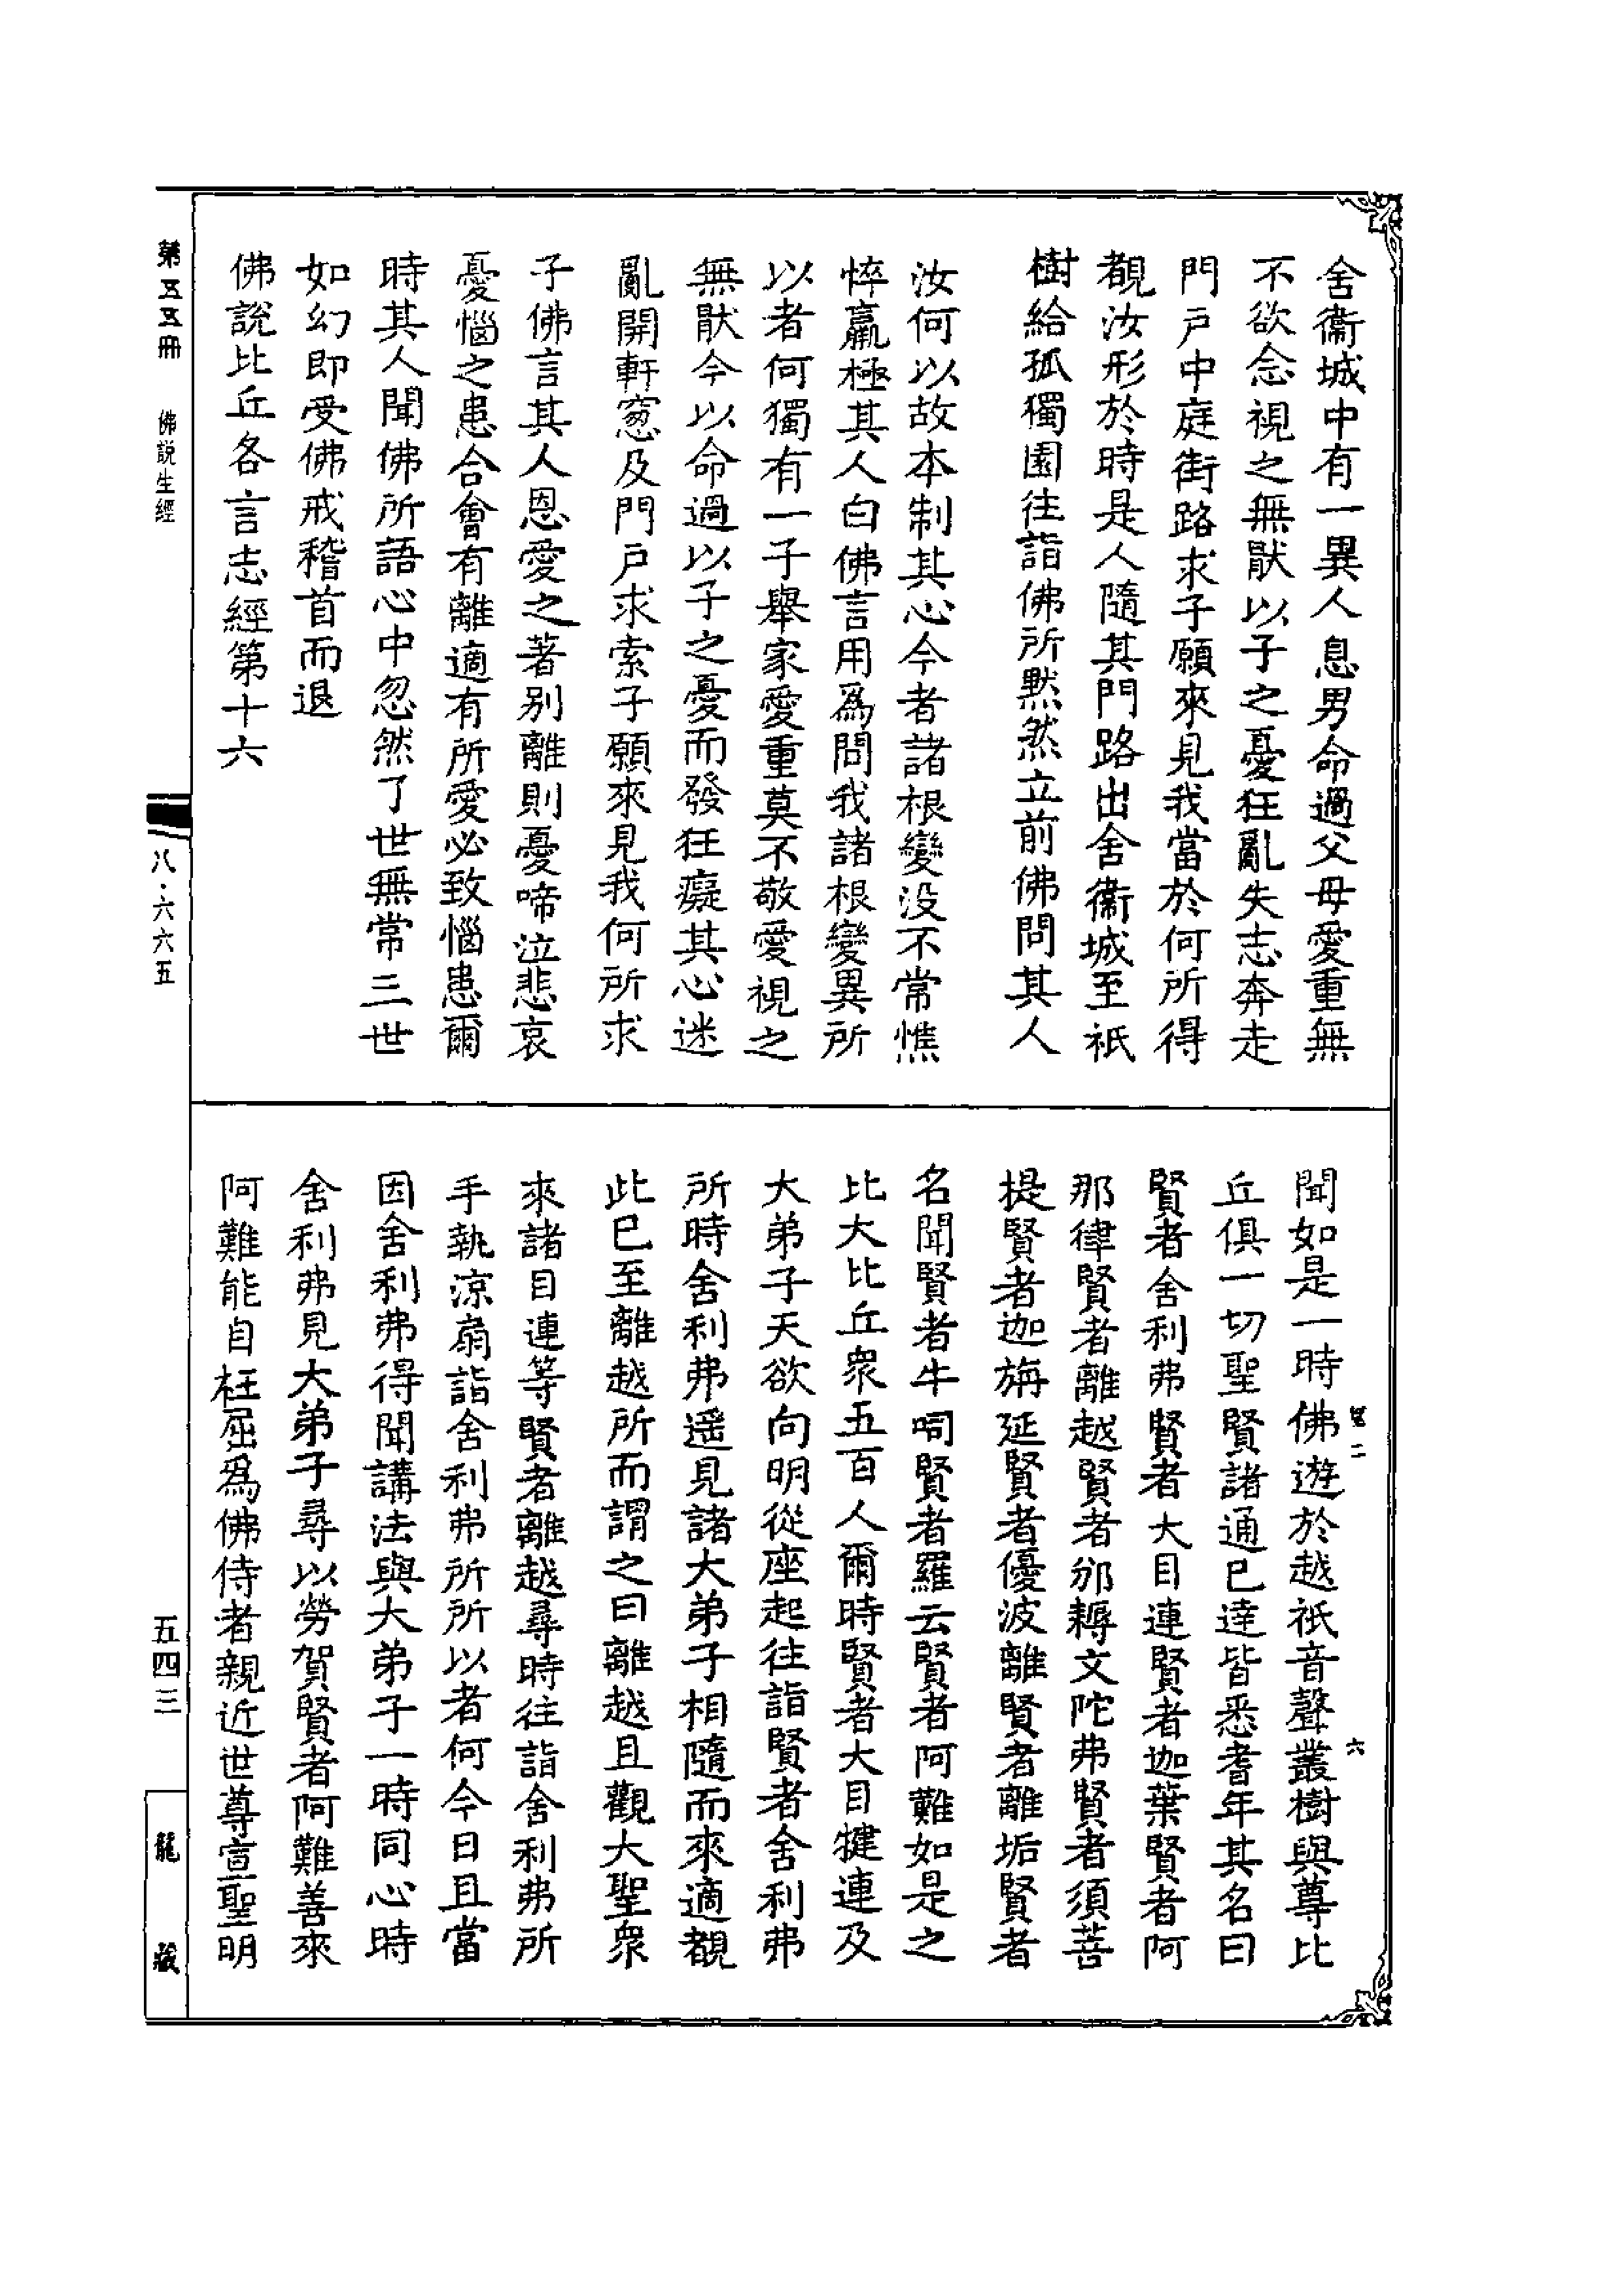 舍衞城中有一異人息男命過父母愛重無
不欲念視之無猒以子之憂狂亂失志奔走
門戸中庭街路求子願來見我當於何所得
覩汝形於時是人隨其門路出舍衞城至祇
樹給孤獨園往詣佛所默然立前佛問其人
汝何以故本制其心今者諸根變没不常憔
悴羸極其人白佛言用爲問我諸根變異所
以者何獨有一子舉家愛重莫不敬愛視之
無猒今以命過以子之憂而發狂癡其心迷
亂開軒窻及門戸求索子願來見我何所求
子佛言其人恩愛之著别離則憂啼泣悲哀
憂惱之患合會有離適有所愛必致惱患爾
時其人聞佛所語心中忽然了世無常三世
如幻即受佛戒稽首而退
佛說比丘各言志經第十六
聞如是一時佛遊於越祇音聲叢樹與尊比
丘俱一切聖賢諸通已達皆悉耆年其名曰
賢者舍利弗賢者大目連賢者迦葉賢者阿
那律賢者離越賢者邠耨文陀弗賢者須菩
提賢者迦旃延賢者優波離賢者離垢賢者
名聞賢者牛呞賢者羅云賢者阿難如是之
比大比丘衆五百人爾時賢者大目犍連及
大弟子天欲向明從座起往詣賢者舍利弗
所時舍利弗遥見諸大弟子相隨而來適覩
此已至離越所而謂之曰離越且觀大聖衆
來諸目連等賢者離越尋時往詣舍利弗所
手執涼扇詣舍利弗所所以者何今日且當
因舍利弗得聞講法與大弟子一時同心時
舍利弗見大弟子尋以勞賀賢者阿難善來
阿難能自枉屈爲佛侍者親近世尊宣聖明
二
六
第五五冊
佛說生經
八·六六五
五四三
龍藏